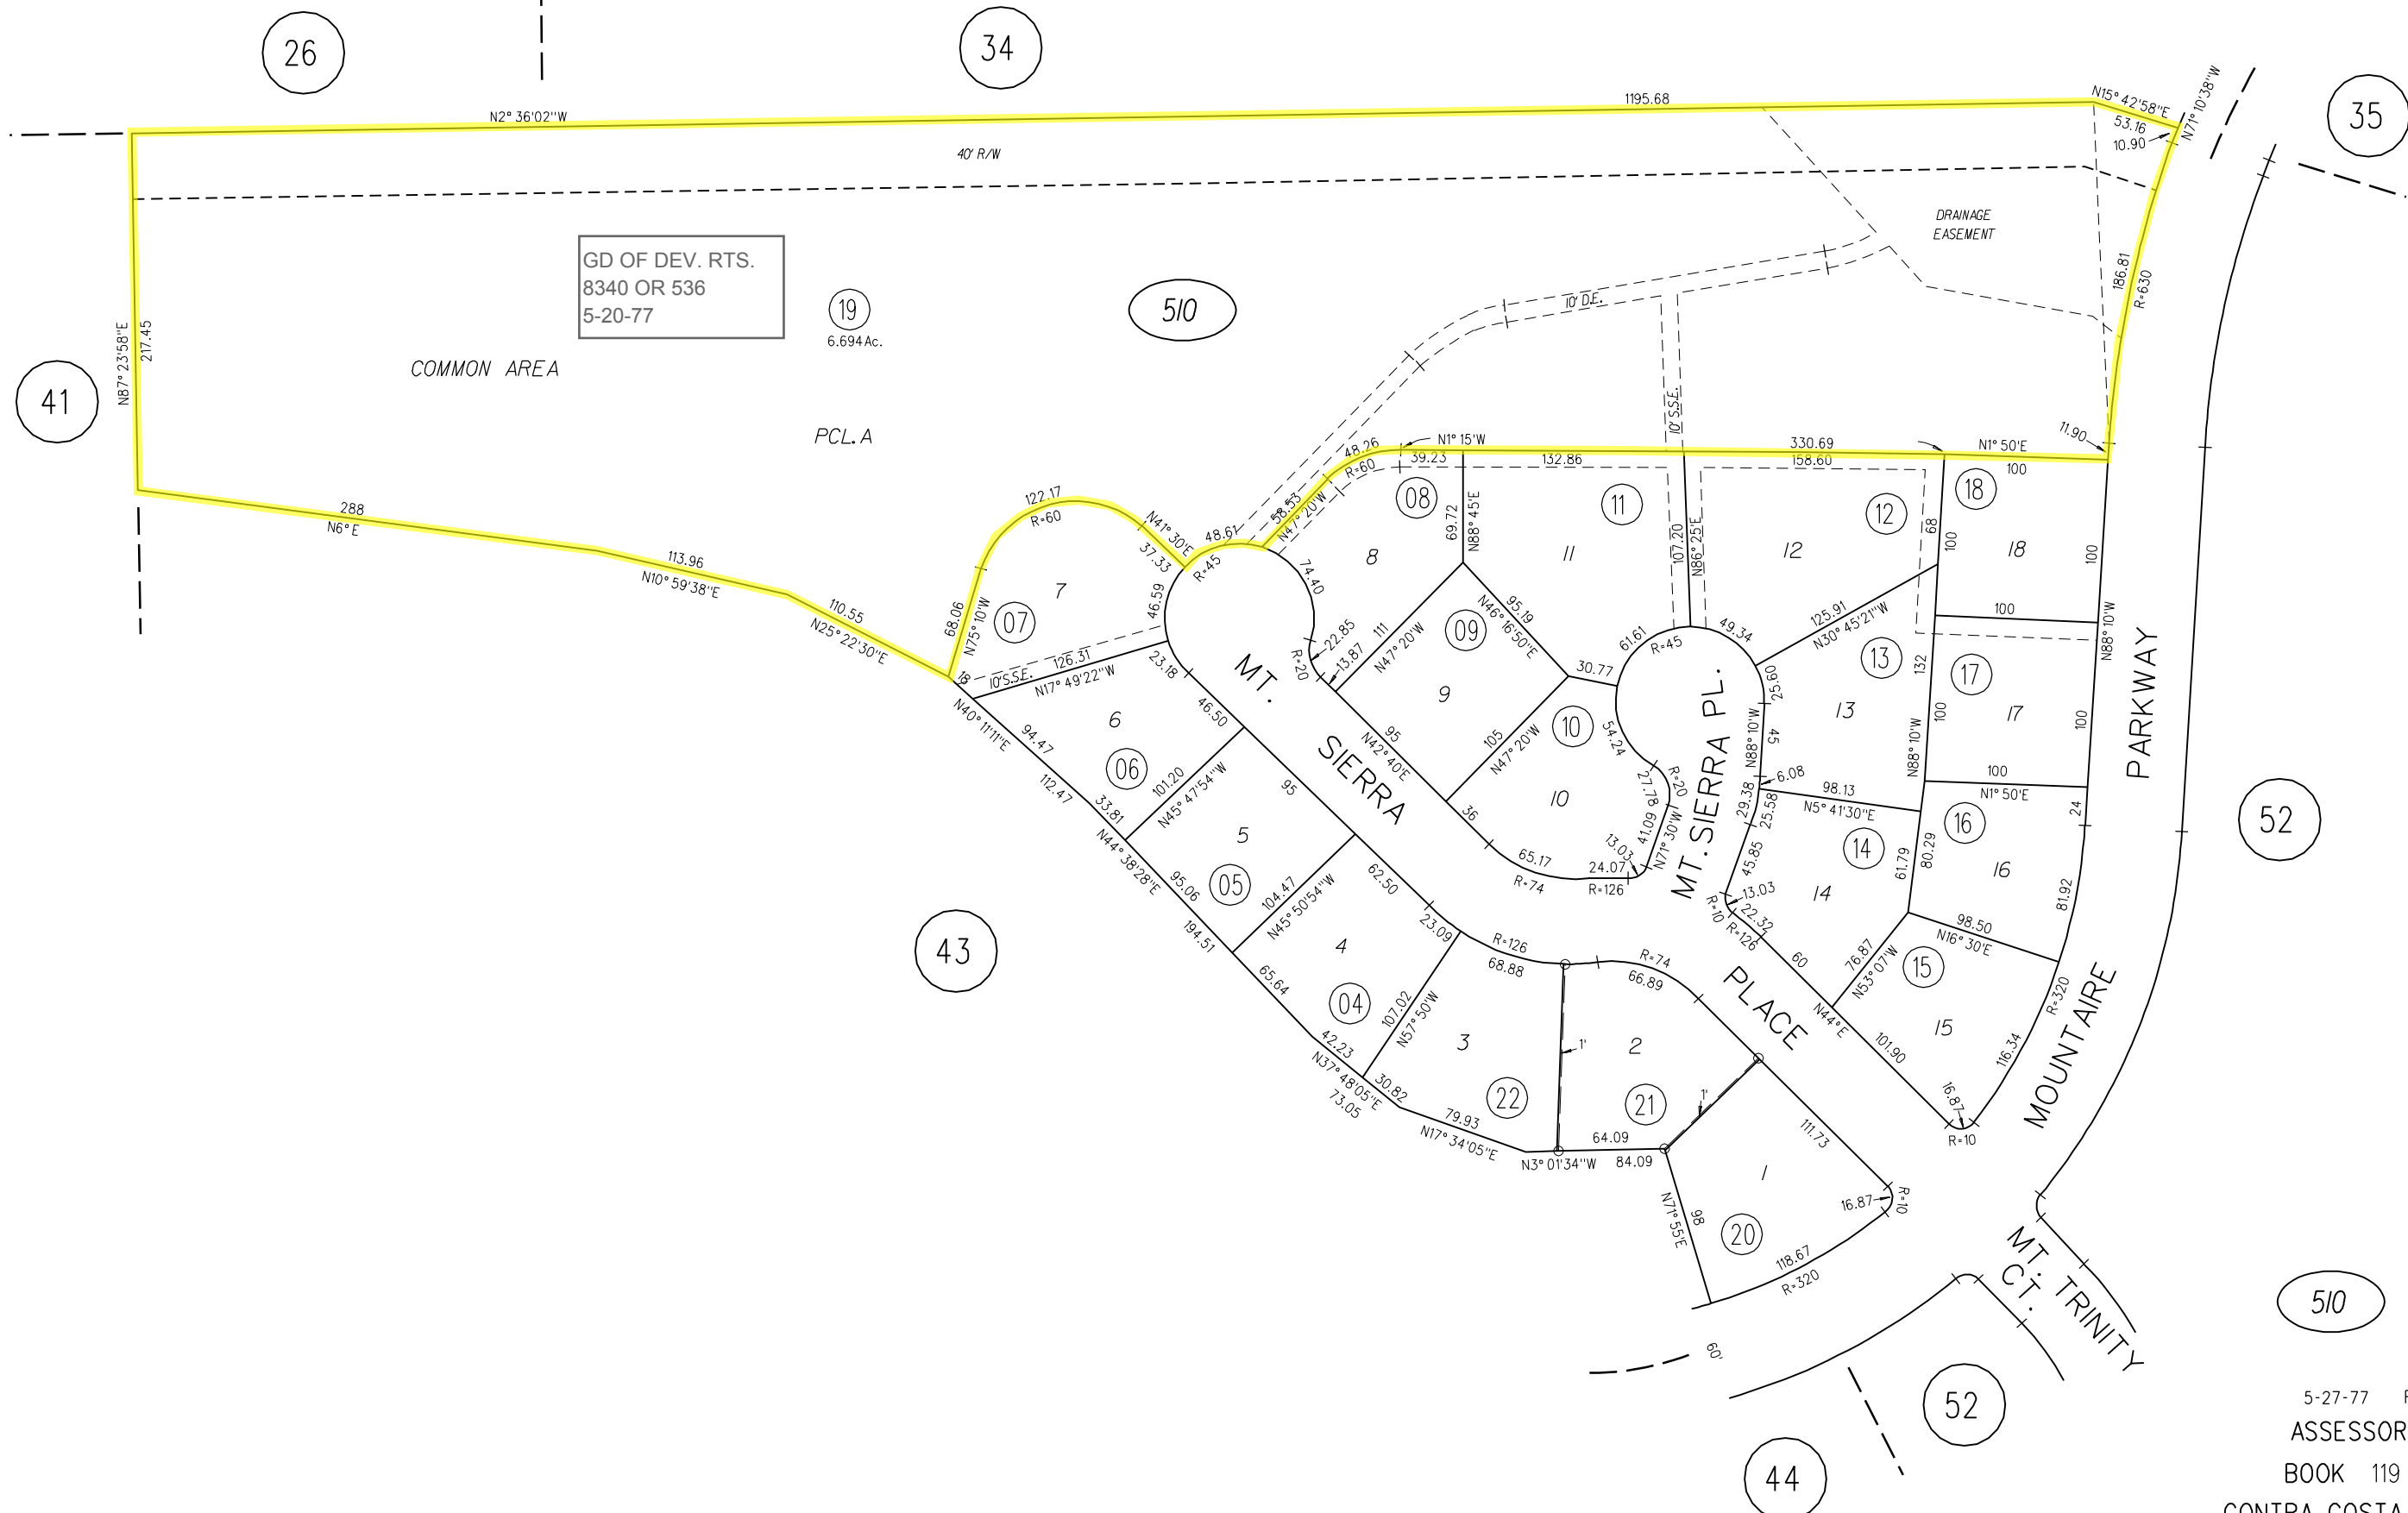 26
34
35
N2° 36'02"W
1195.68
N15° 42'58"E
53.16
10.90
N71° 10'38"W
40' R/W
DRAINAGE
EASEMENT
186.81
R=630
GD OF DEV. RTS.
8340 OR 536
5-20-77
19
6.694Ac.
510
10' D.E.
N87° 23'58"E
217.45
41
COMMON AREA
PCL. A
10' S.S.E.
48.26
R=60
N1° 15'W
39.23
132.86
330.69
158.60
N1° 50'E
100
11.90
288
N6° E
113.96
N10° 59'38"E
110.55
N25° 22'30"E
122.17
R=60
N41° 30'E
37.33
48.61
R=45
58.53
N47° 20'W
68.06
N75° 10'W
7
07
46.59
74.40
08
8
69.72
N88° 45'E
11
11
107.20
N86° 25'E
12
12
68
100
18
18
100
18
10' S.S.E.
126.31
N17° 49'22"W
23.18
22.85
R=20
13.87
111
N47° 20'W
09
9
95.19
N46° 16'50"E
30.77
61.61
R=45
49.34
125.91
N30° 45'21"W
13
13
132
100
N88° 10'W
25.60
45
N88° 10'W
100
17
17
100
N88° 10'W
PARKWAY
N40° 11'11"E
94.47
112.47
6
06
46.50
101.20
N45° 47'54"W
33.81
N44° 38'28"E
MT.
SIERRA
95
N42° 40'E
105
N47° 20'W
10
10
54.24
27.78
R=20
41.09
N71° 30'W
13.03
MT. SIERRA PL.
6.08
29.38
25.58
98.13
N5° 41'30"E
100
N1° 50'E
24
52
5
05
95
95.06
194.51
104.47
N45° 50'54"W
62.50
36
65.17
R=74
24.07
R=126
45.85
13.03
R=10
22.32
R=126
14
14
61.79
80.29
16
16
81.92
98.50
N16° 30'E
43
4
04
65.64
23.09
R=126
68.88
R=74
66.89
PLACE
60
76.87
N53° 07'W
15
15
R=320
116.34
N44° E
101.90
16.87
R=10
MOUNTAIRE
107.02
N57° 50'W
42.23
N37° 48'05"E
73.05
30.82
3
22
1'
2
21
1'
79.93
N17° 34'05"E
64.09
N3° 01'34"W
84.09
111.73
1
20
N71° 55'E
98
16.87
R=10
118.67
R=320
MT. TRINITY
CT.
60'
510
52
44
5-27-77
ASSESSOR
BOOK 119
CONTRA COSTA